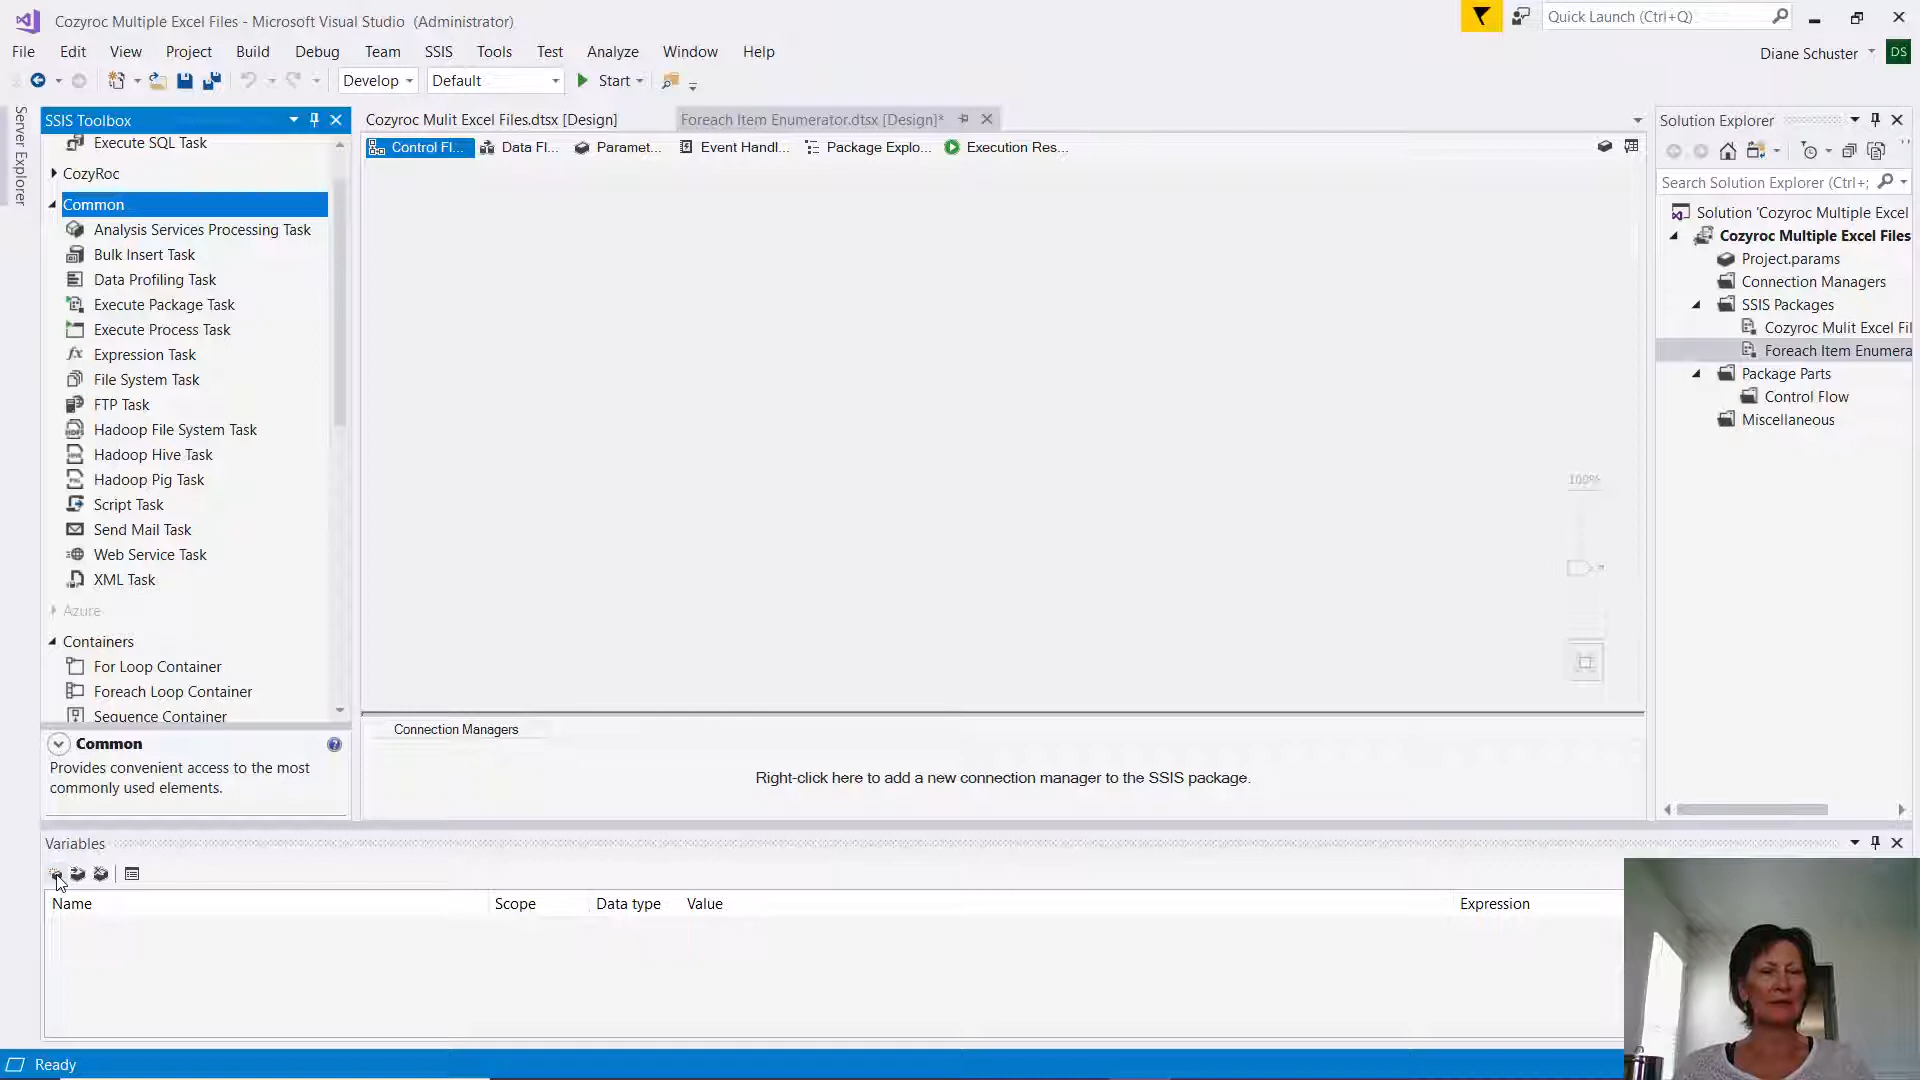 Cozyroc Multiple Excel Files - Microsoft Visual Studio (Administrator)
Quick Launch (Ctrl+Q)
File Edit View Project Build Debug Team SSIS Tools Test Analyze Window Help
Diane Schuster DS
Develop Default Start
Server Explorer
SSIS Toolbox
Execute SQL Task
CozyRoc
Common
Analysis Services Processing Task
Bulk Insert Task
Data Profiling Task
Execute Package Task
Execute Process Task
Expression Task
File System Task
FTP Task
Hadoop File System Task
Hadoop Hive Task
Hadoop Pig Task
Script Task
Send Mail Task
Web Service Task
XML Task
Azure
Containers
For Loop Container
Foreach Loop Container
Sequence Container
Common
Provides convenient access to the most
commonly used elements.
Cozyroc Mulit Excel Files.dtsx [Design] Foreach Item Enumerator.dtsx [Design]*
Control Fl... Data Fl... Paramet... Event Handl... Package Explo... Execution Res...
100%
Connection Managers
Right-click here to add a new connection manager to the SSIS package.
Solution Explorer
Search Solution Explorer (Ctrl+;
Solution 'Cozyroc Multiple Excel
Cozyroc Multiple Excel Files
Project.params
Connection Managers
SSIS Packages
Cozyroc Mulit Excel Fil
Foreach Item Enumera
Package Parts
Control Flow
Miscellaneous
Variables
Name Scope Data type Value Expression
Ready